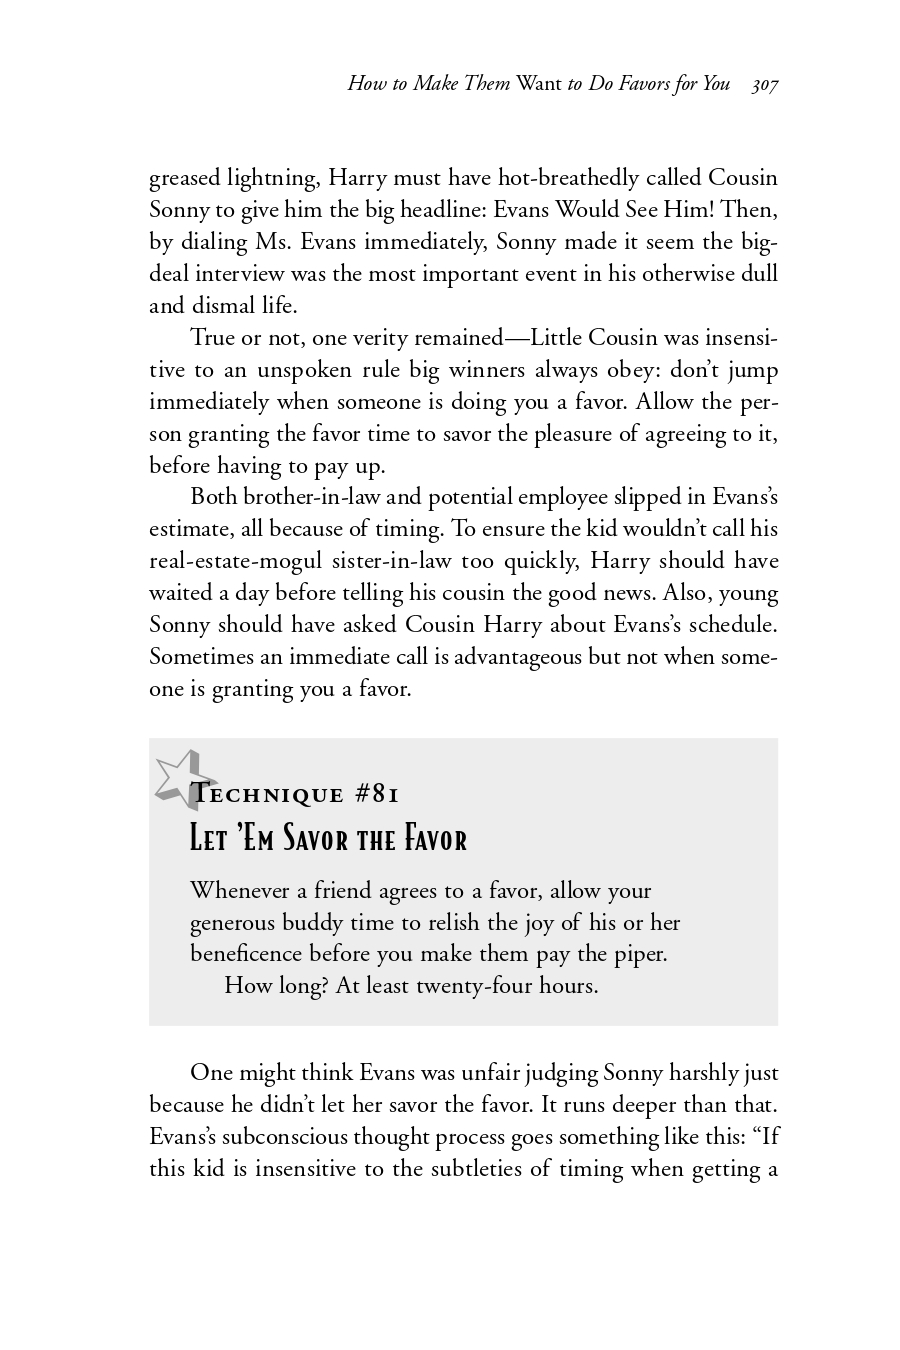 How to Make Them Want to Do Favors for You 307
greased lightning, Harry must have hot-breathedly called Cousin
Sonny to give him the big headline: Evans Would See Him! Then,
by dialing Ms. Evans immediately, Sonny made it seem the big-
deal interview was the most important event in his otherwise dull
and dismal life.
True or not, one verity remained—Little Cousin was insensi-
tive to an unspoken rule big winners always obey: don’t jump
immediately when someone is doing you a favor. Allow the per-
son granting the favor time to savor the pleasure of agreeing to it,
before having to pay up.
Both brother-in-law and potential employee slipped in Evans’s
estimate, all because of timing. To ensure the kid wouldn’t call his
real-estate-mogul sister-in-law too quickly, Harry should have
waited a day before telling his cousin the good news. Also, young
Sonny should have asked Cousin Harry about Evans’s schedule.
Sometimes an immediate call is advantageous but not when some-
one is granting you a favor.
Technique #81
Let ’Em Savor the Favor
Whenever a friend agrees to a favor, allow your
generous buddy time to relish the joy of his or her
beneficence before you make them pay the piper.
How long? At least twenty-four hours.
One might think Evans was unfair judging Sonny harshly just
because he didn’t let her savor the favor. It runs deeper than that.
Evans’s subconscious thought process goes something like this: “If
this kid is insensitive to the subtleties of timing when getting a